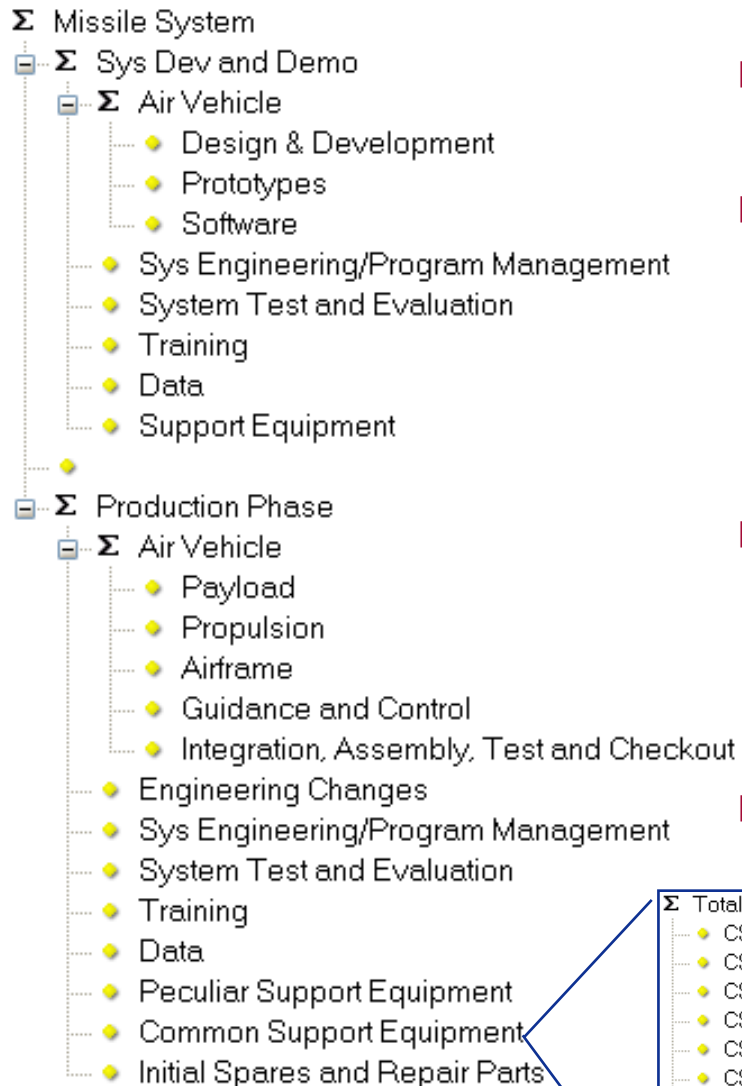 Σ Missile System
Σ Sys Dev and Demo
Σ Air Vehicle
Design & Development
Prototypes
Software
Sys Engineering/Program Management
System Test and Evaluation
Training
Data
Support Equipment
Σ Production Phase
Σ Air Vehicle
Payload
Propulsion
Airframe
Guidance and Control
Integration, Assembly, Test and Checkout
Engineering Changes
Sys Engineering/Program Management
System Test and Evaluation
Training
Data
Peculiar Support Equipment
Common Support Equipment
Initial Spares and Repair Parts
Σ Total